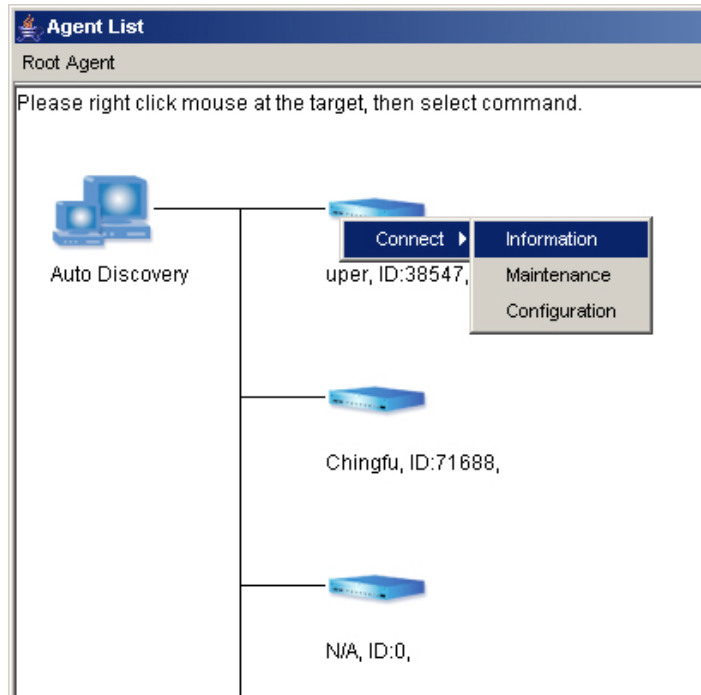 Agent List
Root Agent
Please right click mouse at the target, then select command.
Connect
Information
Maintenance
Configuration
Auto Discovery
uper, ID:38547,
Chingfu, ID:71688,
N/A, ID:0,